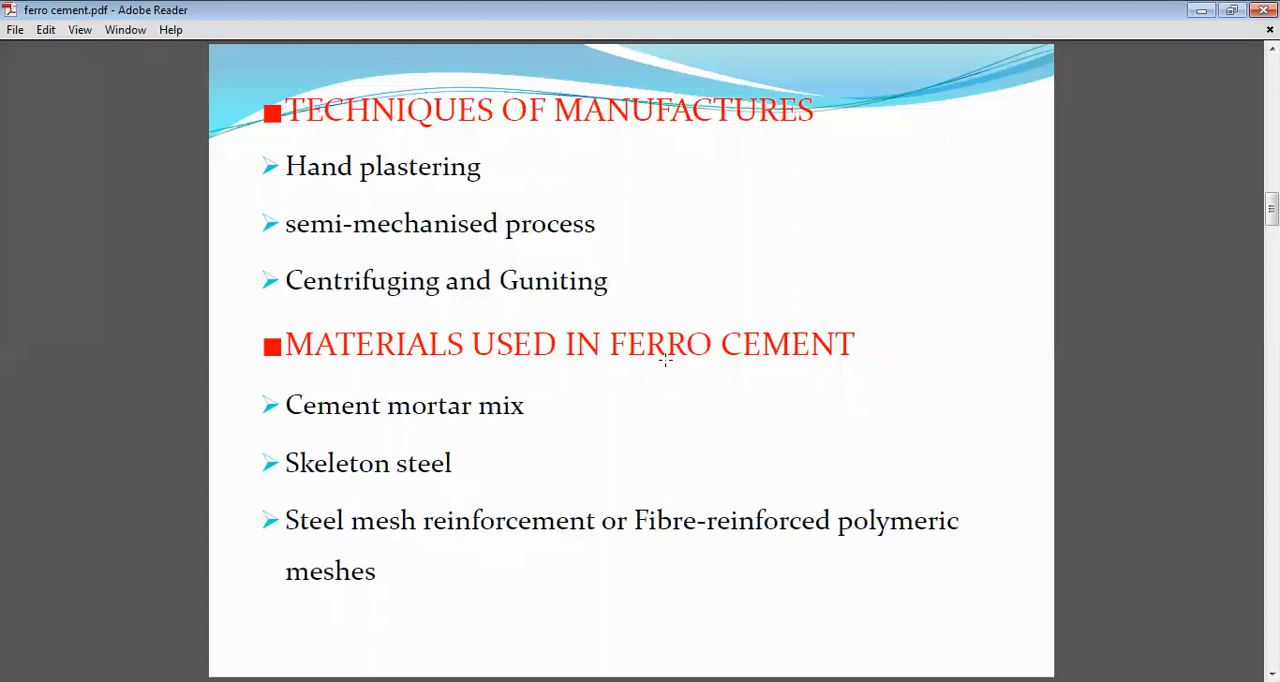 ferro cement.pdf - Adobe Reader
File Edit View Window Help
TECHNIQUES OF MANUFACTURES
Hand plastering
semi-mechanised process
Centrifuging and Guniting
MATERIALS USED IN FERRO CEMENT
Cement mortar mix
Skeleton steel
Steel mesh reinforcement or Fibre-reinforced polymeric
meshes